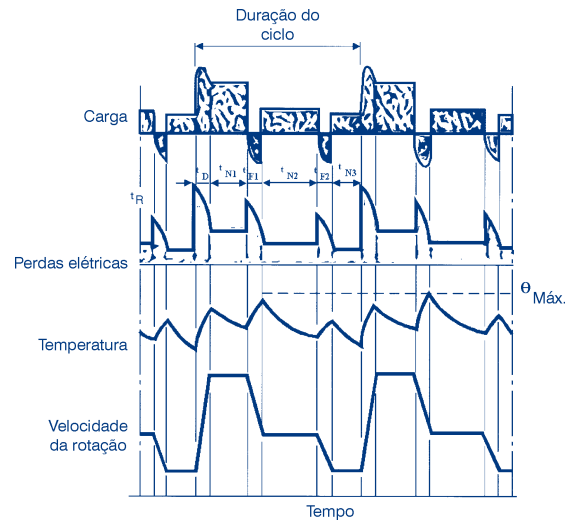 Duração do
ciclo
Carga
t D t N1 t F1 t N2 t F2 t N3
t R
Perdas elétricas
θ Máx.
Temperatura
Velocidade
da rotação
Tempo